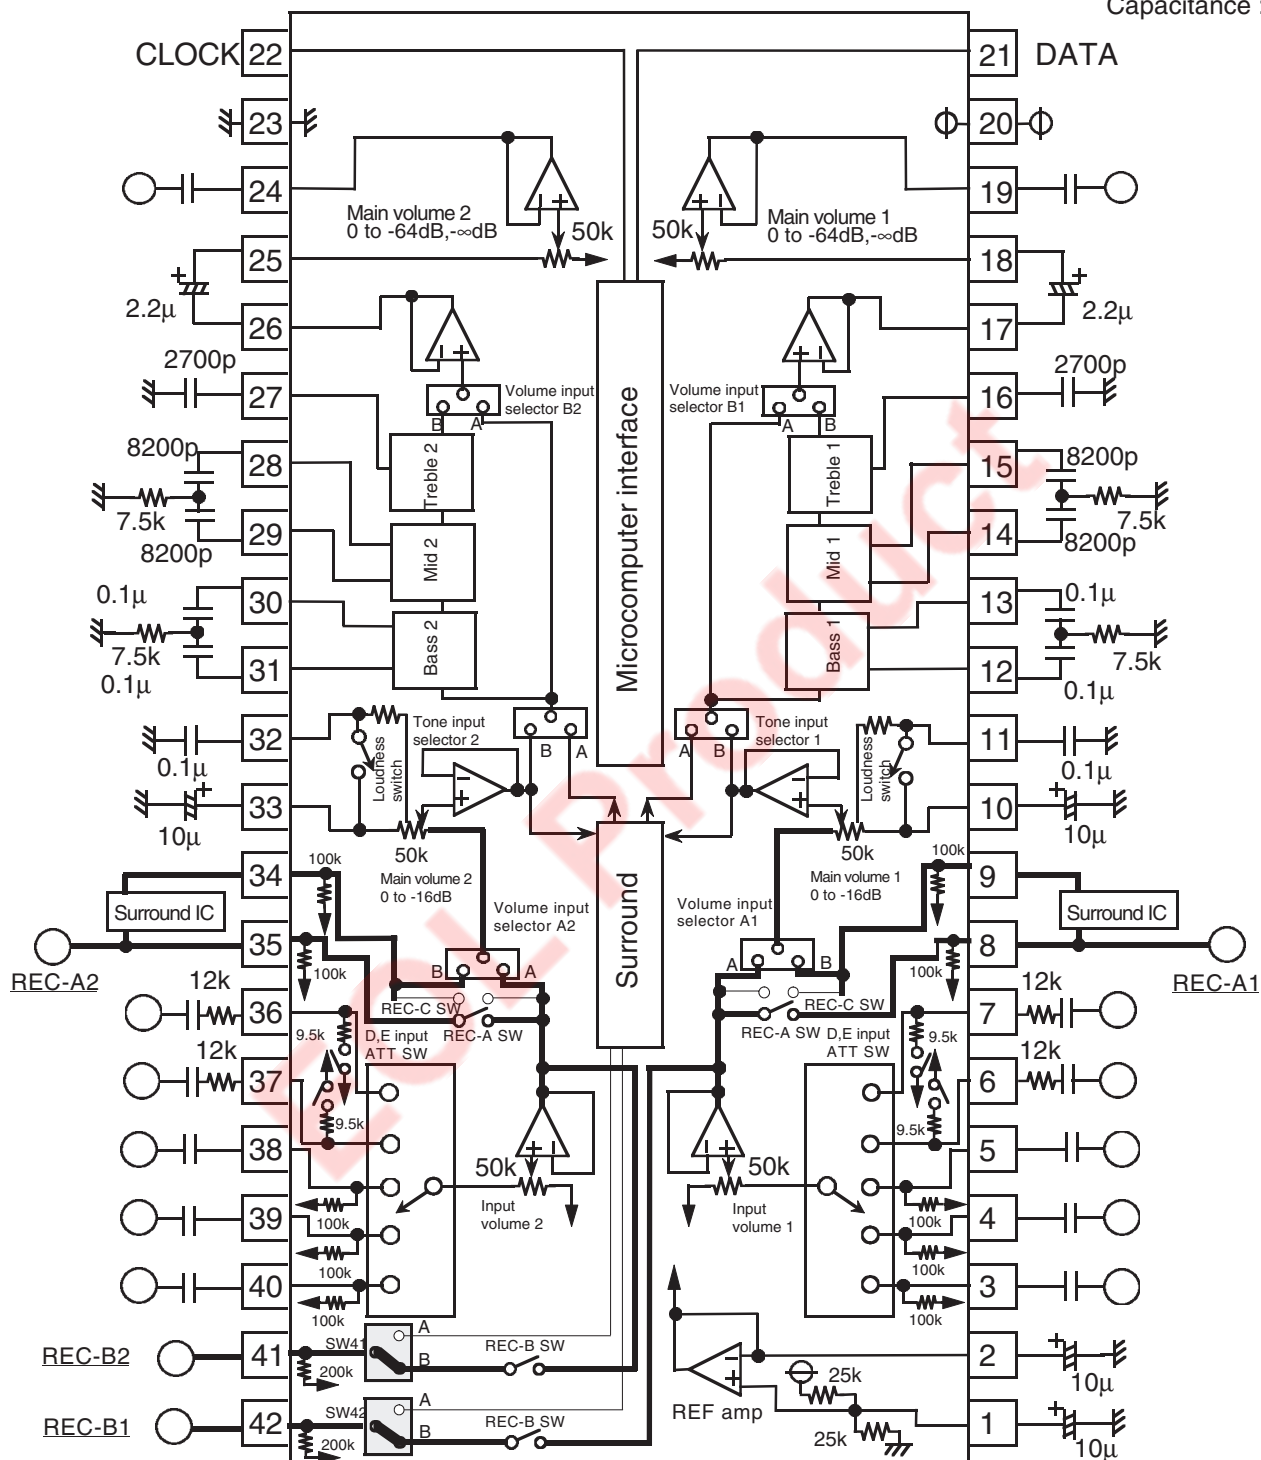 Capacitance :
CLOCK 22
21 DATA
23
20
24
19
Main volume 2
0 to -64dB,-∞dB
50k
50k
Main volume 1
0 to -64dB,-∞dB
25
18
2.2µ
2.2µ
26
17
2700p
27
Volume input
selector B2
B A
Volume input
selector B1
A B
2700p
16
8200p
28
7.5k
8200p
29
Treble 2
Mid 2
Bass 2
Microcomputer interface
Treble 1
Mid 1
Bass 1
15
8200p
7.5k
14
8200p
0.1µ
30
7.5k
0.1µ
31
13
0.1µ
7.5k
12
0.1µ
32
0.1µ
Loudness
switch
Tone input
selector 2
B A
Tone input
selector 1
A B
Loudness
switch
11
0.1µ
33
10µ
50k
Main volume 2
0 to -16dB
50k
Main volume 1
0 to -16dB
10
10µ
34
100k
Surround IC
35
100k
REC-A2
Volume input
selector A2
B A
REC-C SW
REC-A SW
Surround
Volume input
selector A1
A B
REC-C SW
REC-A SW
100k
9
Surround IC
100k
8
REC-A1
12k
36
9.5k
D,E input
ATT SW
12k
37
9.5k
D,E input
ATT SW
9.5k
7
12k
9.5k
6
12k
38
100k
39
100k
40
100k
50k
Input
volume 2
50k
Input
volume 1
5
100k
4
100k
3
100k
REC-B2
41
SW41
200k
A
B
REC-B SW
REC-B1
42
SW42
200k
A
B
REC-B SW
REF amp
25k
25k
2
10µ
1
10µ
EOL Product